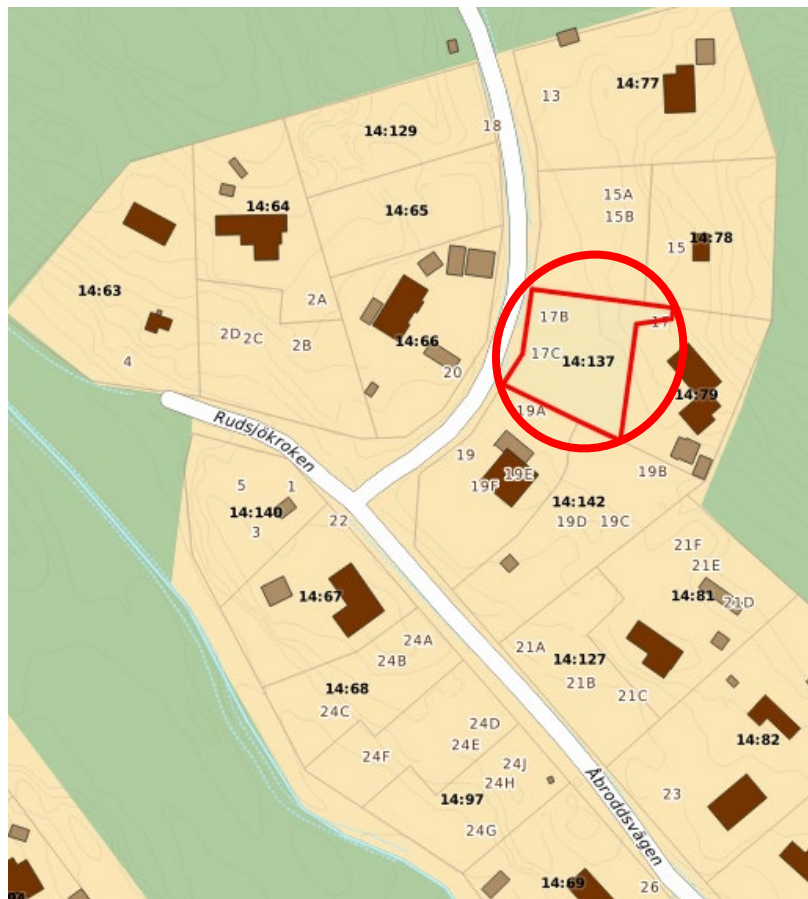 14:77
13
14:129
18
15A
15B
14:64
14:65
15
14:78
14:63
2A
17B
17
2D
2C
2B
14:66
17C
14:137
4
20
14:79
19A
Rudsjökroken
19
19E
19B
5
1
19F
14:142
14:140
22
19D
19C
3
21F
21E
14:67
14:81
21D
24A
21A
24B
14:127
14:68
21B
21C
24C
24D
24E
14:82
24F
24J
24H
23
14:97
Åbroddsvägen
24G
14:69
26